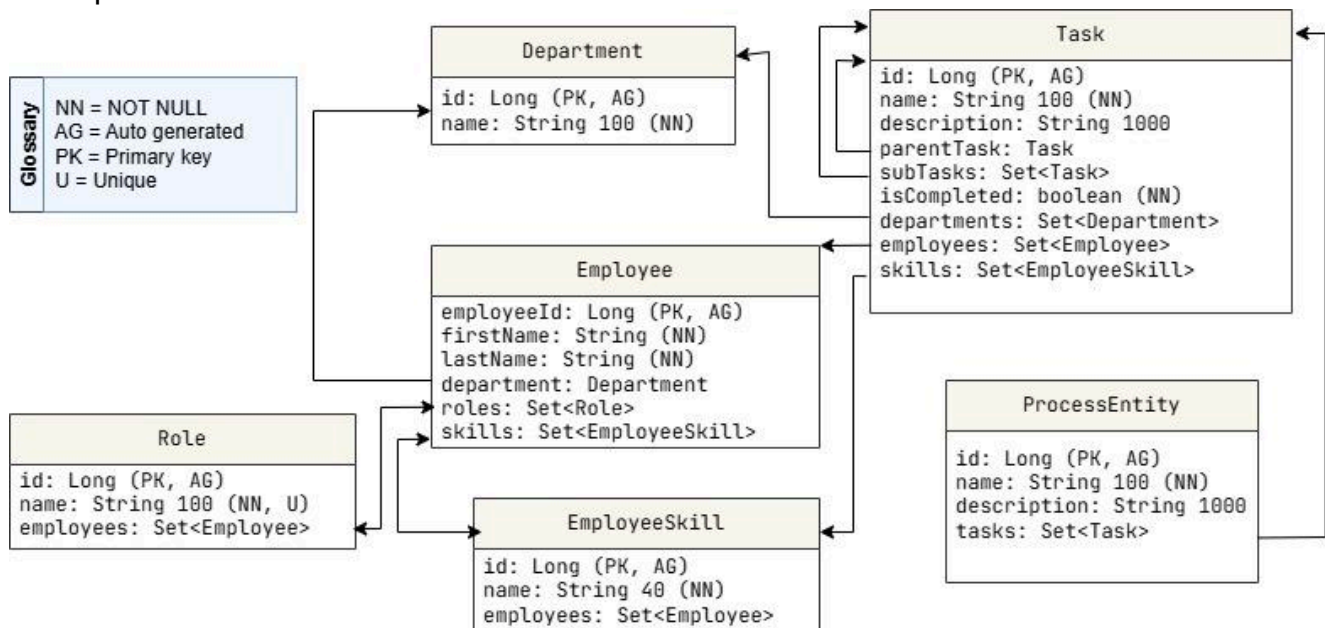 Glossary
NN = NOT NULL
AG = Auto generated
PK = Primary key
U = Unique
Department
id: Long (PK, AG)
name: String 100 (NN)
Task
id: Long (PK, AG)
name: String 100 (NN)
description: String 1000
parentTask: Task
subTasks: Set<Task>
isCompleted: boolean (NN)
departments: Set<Department>
employees: Set<Employee>
skills: Set<EmployeeSkill>
Employee
employeeId: Long (PK, AG)
firstName: String (NN)
lastName: String (NN)
department: Department
roles: Set<Role>
skills: Set<EmployeeSkill>
Role
id: Long (PK, AG)
name: String 100 (NN, U)
employees: Set<Employee>
EmployeeSkill
id: Long (PK, AG)
name: String 40 (NN)
employees: Set<Employee>
ProcessEntity
id: Long (PK, AG)
name: String 100 (NN)
description: String 1000
tasks: Set<Task>